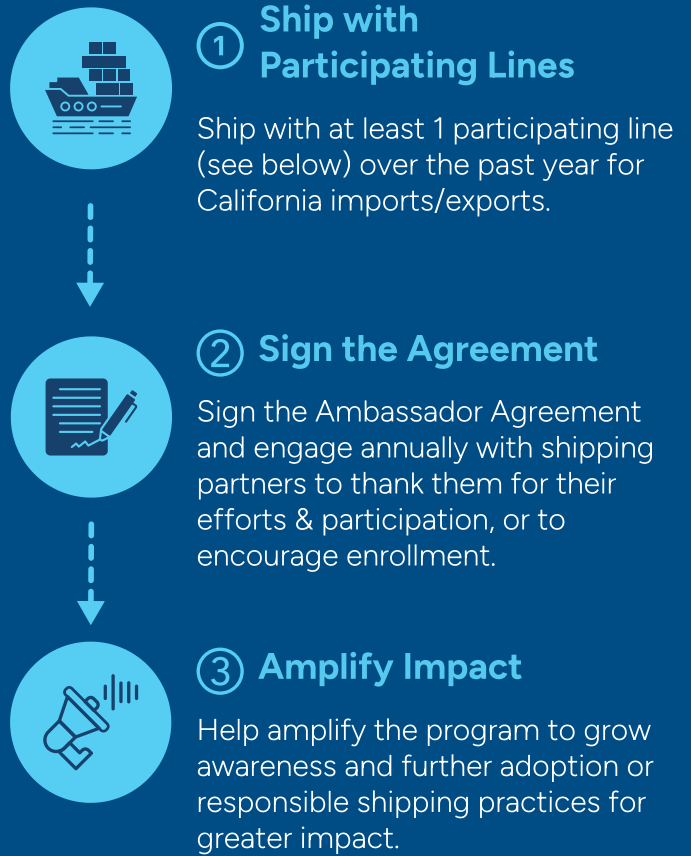 1 Ship with
Participating Lines
Ship with at least 1 participating line
(see below) over the past year for
California imports/exports.
2 Sign the Agreement
Sign the Ambassador Agreement
and engage annually with shipping
partners to thank them for their
efforts & participation, or to
encourage enrollment.
3 Amplify Impact
Help amplify the program to grow
awareness and further adoption or
responsible shipping practices for
greater impact.